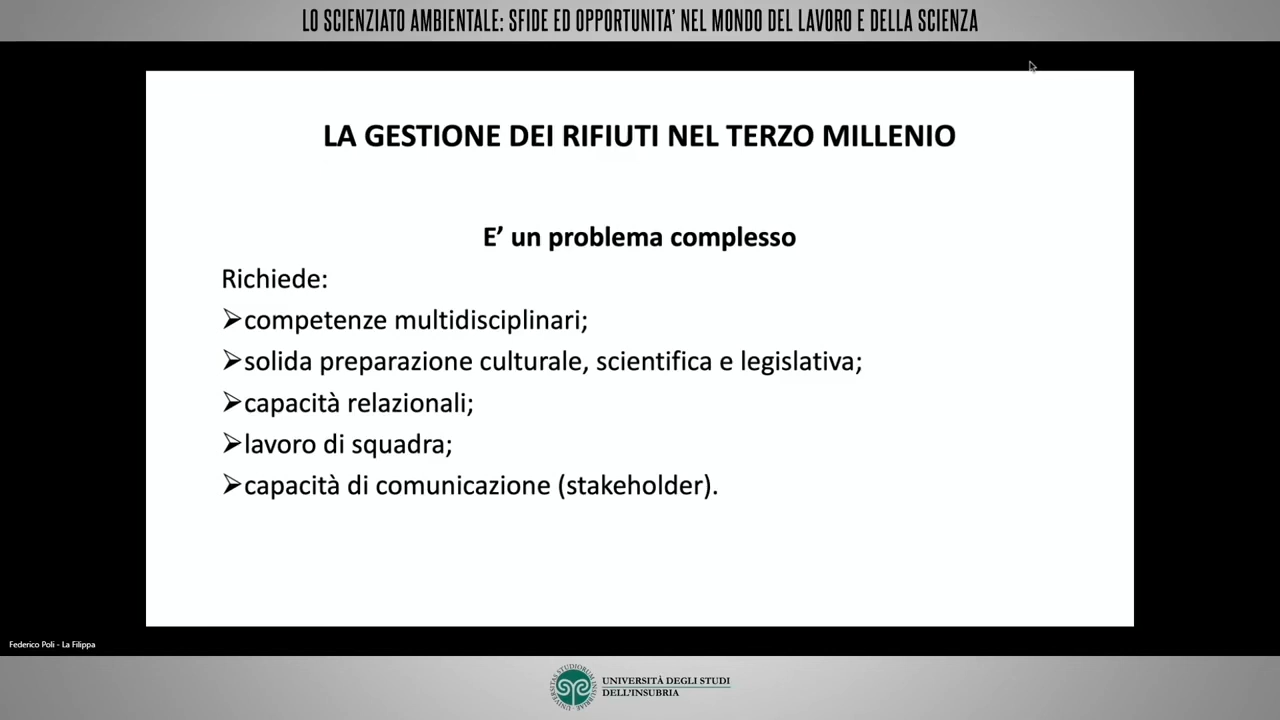 LO SCIENZIATO AMBIENTALE: SFIDE ED OPPORTUNITA' NEL MONDO DEL LAVORO E DELLA SCIENZA
LA GESTIONE DEI RIFIUTI NEL TERZO MILLENIO
E' un problema complesso
Richiede:
➢competenze multidisciplinari;
➢solida preparazione culturale, scientifica e legislativa;
➢capacità relazionali;
➢lavoro di squadra;
➢capacità di comunicazione (stakeholder).
Federico Poli - La Filippa
UNIVERSITÀ DEGLI STUDI
DELL'INSUBRIA